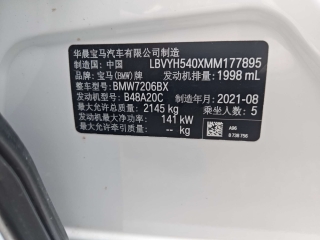 华晨宝马汽车有限公司制造
制造国：中国 LBVYH540XMM177895
品牌：宝马(BMW)牌 发动机排量：1998 mL
整车型号：BMW7206BX
发动机型号：B48A20C 制造年月：2021-08
最大允许总质量：2145 kg 乘坐人数：5
发动机最大净功率：141 kW
最大允许牵引质量：-- kg
A96
8 738 796